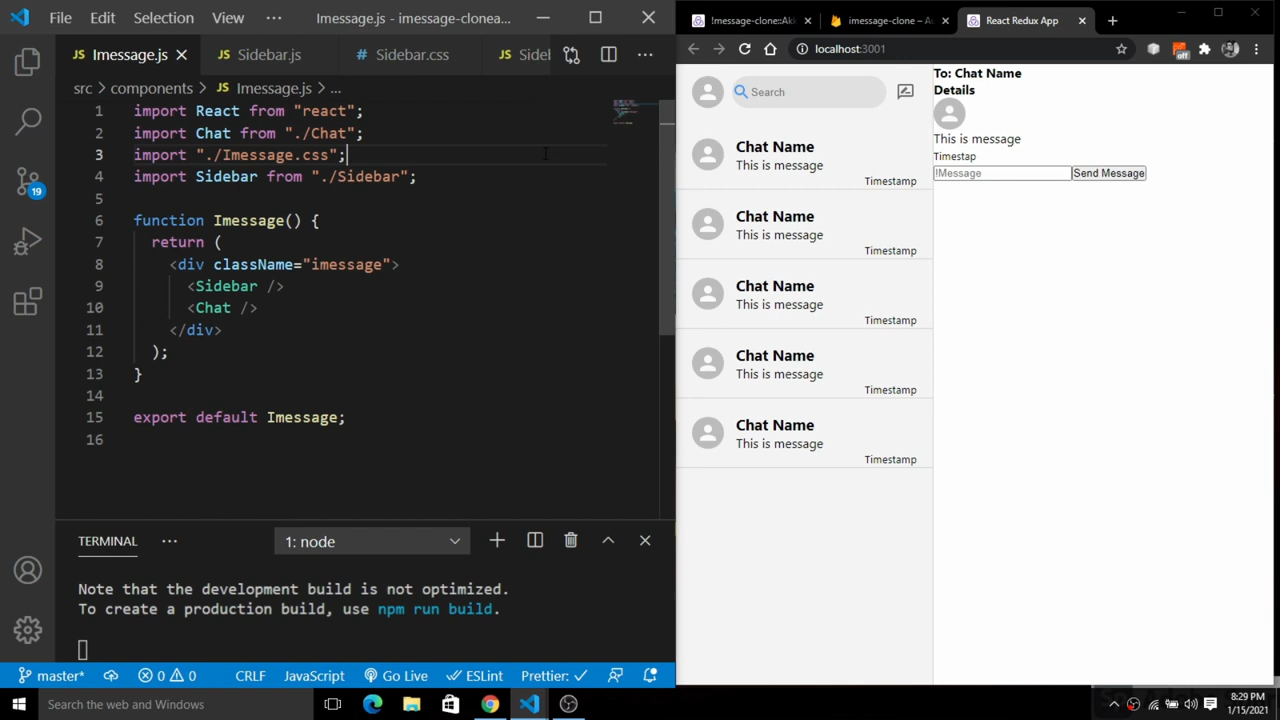 File Edit Selection View ··· Imessage.js - imessage-clonea...
Imessage.js Sidebar.js Sidebar.css Sidel
src > components > Imessage.js > ...
1 import React from "react";
2 import Chat from "./Chat";
3 import "./Imessage.css";
4 import Sidebar from "./Sidebar";
5
6 function Imessage() {
7 return (
8 <div className="imessage">
9 <Sidebar />
10 <Chat />
11 </div>
12 );
13 }
14
15 export default Imessage;
16
19
TERMINAL ··· 1: node
Note that the development build is not optimized.
To create a production build, use npm run build.
master* 0 0 CRLF JavaScript Go Live ESLint Prettier: ✓
!message-clone::Akk imessage-clone – Au React Redux App
localhost:3001
off
Search
Chat Name
This is message
Timestamp
Chat Name
This is message
Timestamp
Chat Name
This is message
Timestamp
Chat Name
This is message
Timestamp
Chat Name
This is message
Timestamp
To: Chat Name
Details
This is message
Timestap
!Message Send Message
Search the web and Windows
8:29 PM
1/15/2021